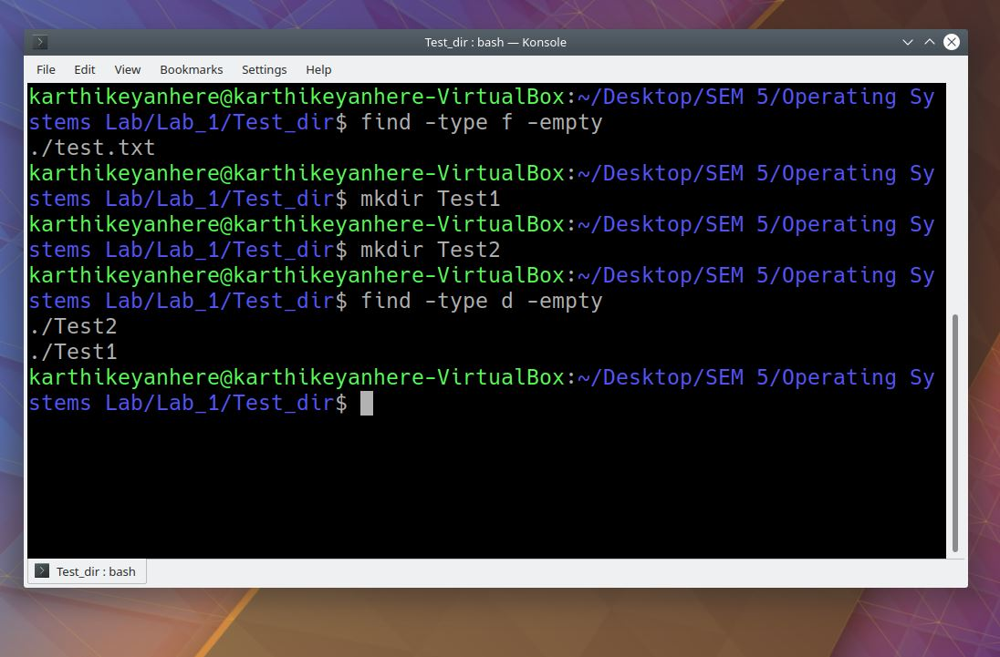 Test_dir : bash — Konsole
File Edit View Bookmarks Settings Help
karthikeyanhere@karthikeyanhere-VirtualBox:~/Desktop/SEM 5/Operating Sy
stems Lab/Lab_1/Test_dir$ find -type f -empty
./test.txt
karthikeyanhere@karthikeyanhere-VirtualBox:~/Desktop/SEM 5/Operating Sy
stems Lab/Lab_1/Test_dir$ mkdir Test1
karthikeyanhere@karthikeyanhere-VirtualBox:~/Desktop/SEM 5/Operating Sy
stems Lab/Lab_1/Test_dir$ mkdir Test2
karthikeyanhere@karthikeyanhere-VirtualBox:~/Desktop/SEM 5/Operating Sy
stems Lab/Lab_1/Test_dir$ find -type d -empty
./Test2
./Test1
karthikeyanhere@karthikeyanhere-VirtualBox:~/Desktop/SEM 5/Operating Sy
stems Lab/Lab_1/Test_dir$
Test_dir : bash